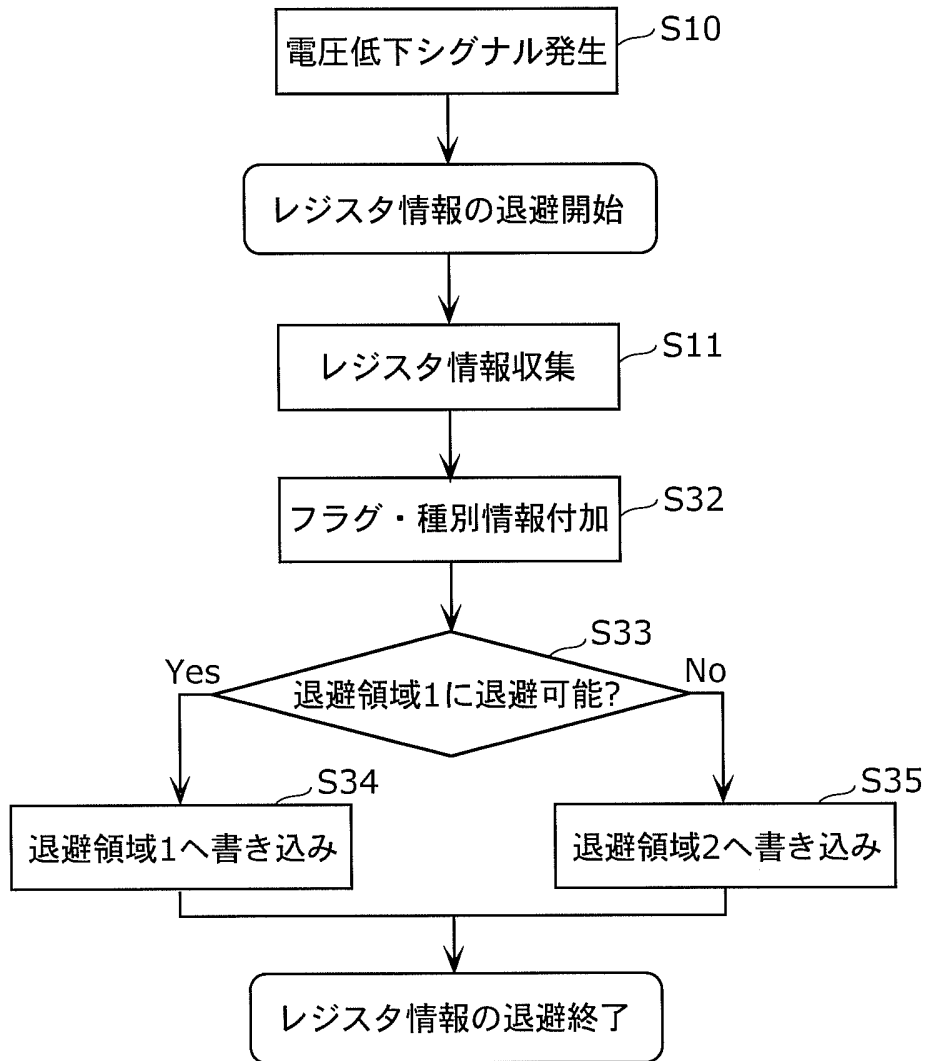 電圧低下シグナル発生
S10
レジスタ情報の退避開始
レジスタ情報収集
S11
フラグ・種別情報付加
S32
S33
Yes
退避領域1に退避可能?
No
S34
退避領域1へ書き込み
S35
退避領域2へ書き込み
レジスタ情報の退避終了